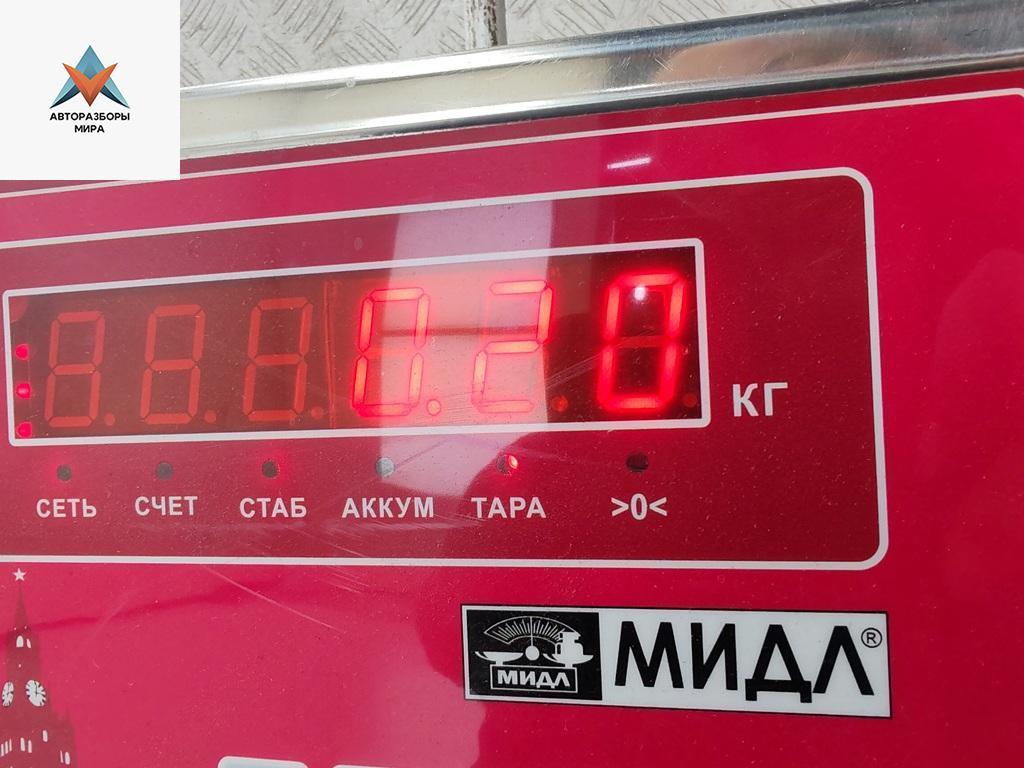 АВТОРАЗБОРЫ
МИРА
0.20
КГ
СЕТЬ СЧЕТ СТАБ АККУМ ТАРА >0<
МИДЛ МИДЛ®